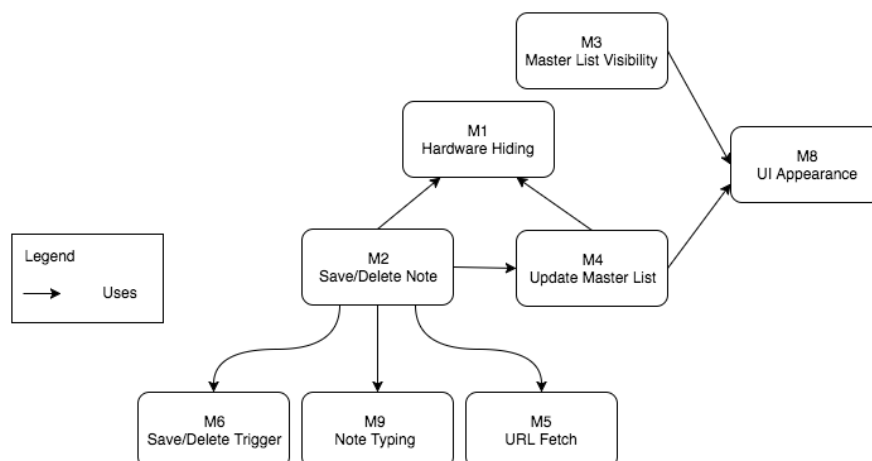 M3
Master List Visibility
M1
Hardware Hiding
M8
UI Appearance
Legend
Uses
M2
Save/Delete Note
M4
Update Master List
M6
Save/Delete Trigger
M9
Note Typing
M5
URL Fetch